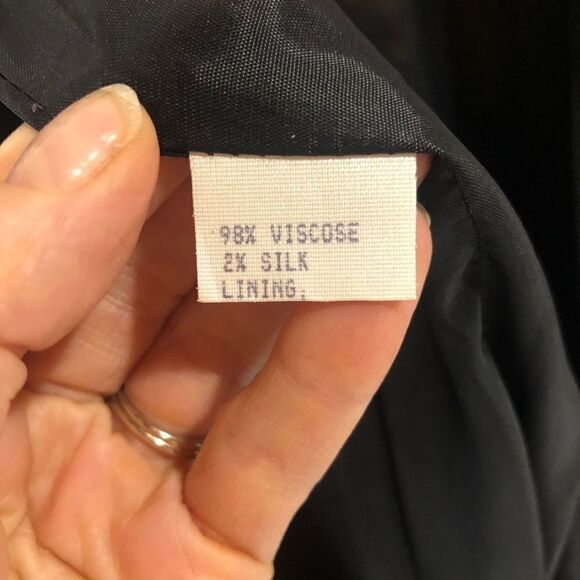 98% VISCOSE
2% SILK
LINING.